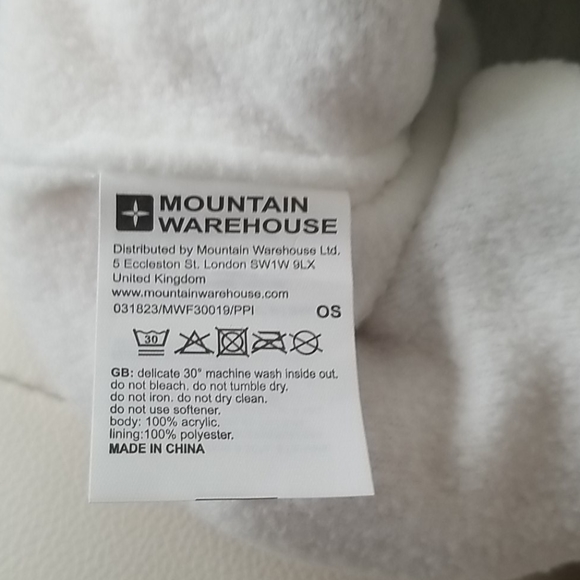 MOUNTAIN
WAREHOUSE
Distributed by Mountain Warehouse Ltd.
5 Eccleston St. London SW1W 9LX
United Kingdom
www.mountainwarehouse.com
031823/MWF30019/PPI OS
30
GB: delicate 30° machine wash inside out.
do not bleach. do not tumble dry.
do not iron. do not dry clean.
do not use softener.
body: 100% acrylic.
lining:100% polyester.
MADE IN CHINA